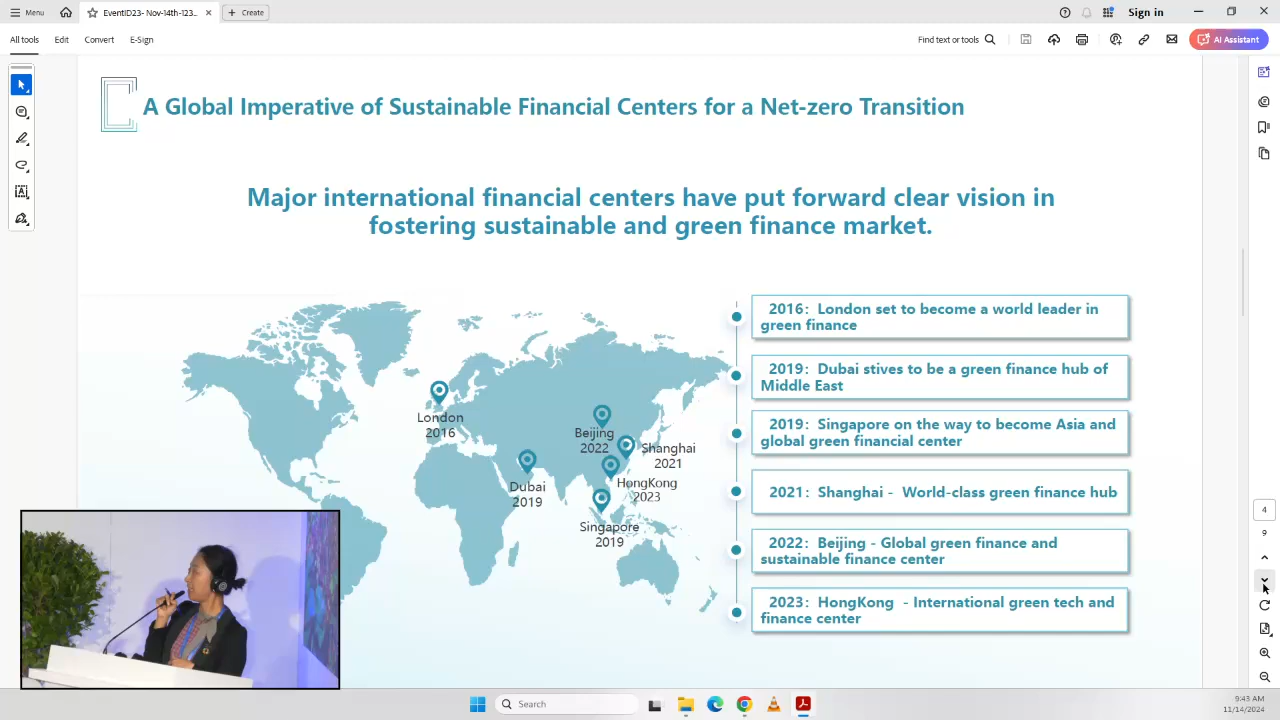 Menu
EventID23- Nov-14th-123...
+ Create
Sign in
All tools
Edit
Convert
E-Sign
Find text or tools
AI Assistant
A Global Imperative of Sustainable Financial Centers for a Net-zero Transition
Major international financial centers have put forward clear vision in
fostering sustainable and green finance market.
London
2016
Dubai
2019
Beijing
2022
Shanghai
2021
HongKong
2023
Singapore
2019
2016: London set to become a world leader in
green finance
2019: Dubai stives to be a green finance hub of
Middle East
2019: Singapore on the way to become Asia and
global green financial center
2021: Shanghai - World-class green finance hub
2022: Beijing - Global green finance and
sustainable finance center
2023: HongKong - International green tech and
finance center
4
9
Search
9:43 AM
11/14/2024